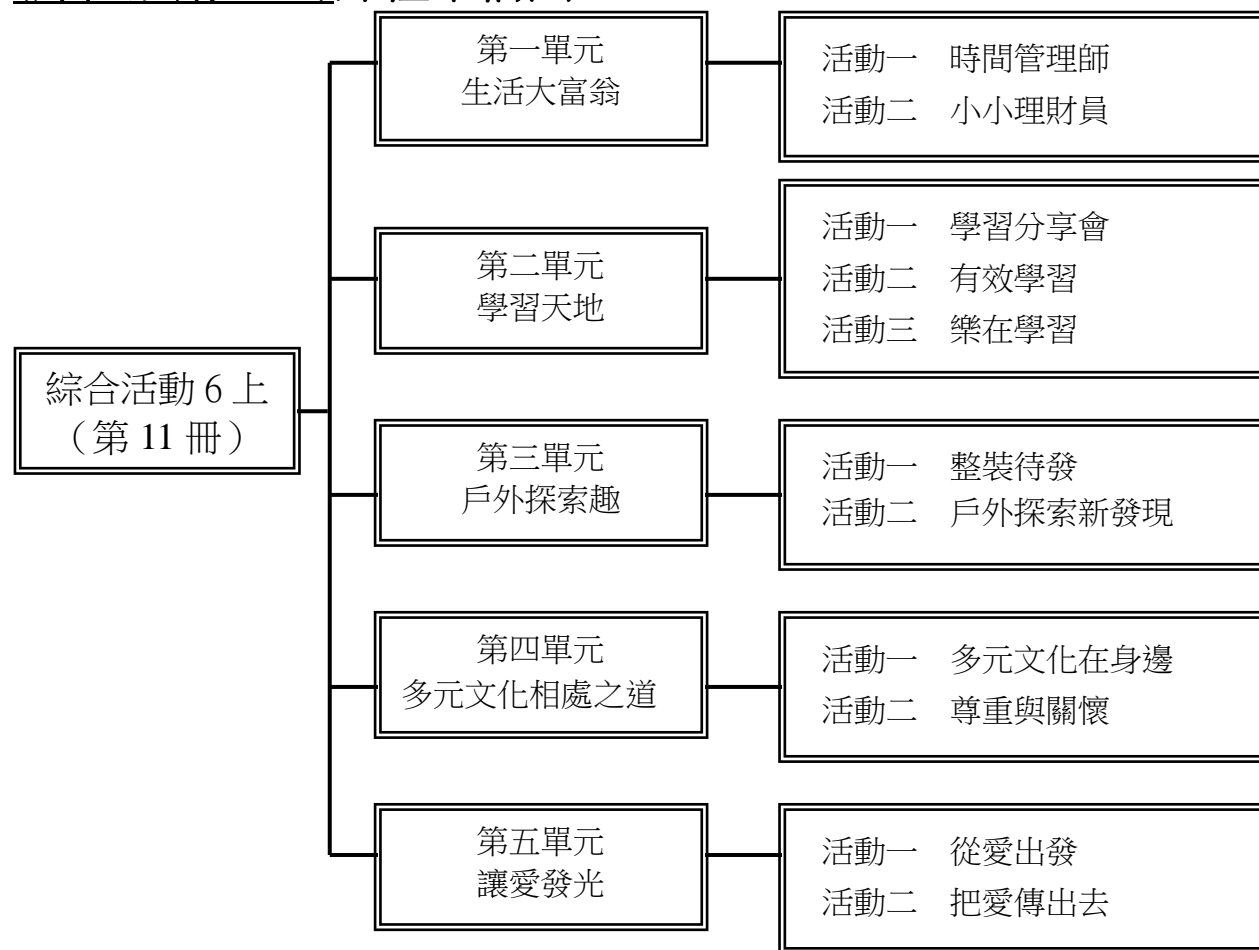 第一單元
生活大富翁
活動一 時間管理師
活動二 小小理財員
第二單元
學習天地
活動一 學習分享會
活動二 有效學習
活動三 樂在學習
綜合活動 6 上
（第 11 冊）
第三單元
戶外探索趣
活動一 整裝待發
活動二 戶外探索新發現
第四單元
多元文化相處之道
活動一 多元文化在身邊
活動二 尊重與關懷
第五單元
讓愛發光
活動一 從愛出發
活動二 把愛傳出去